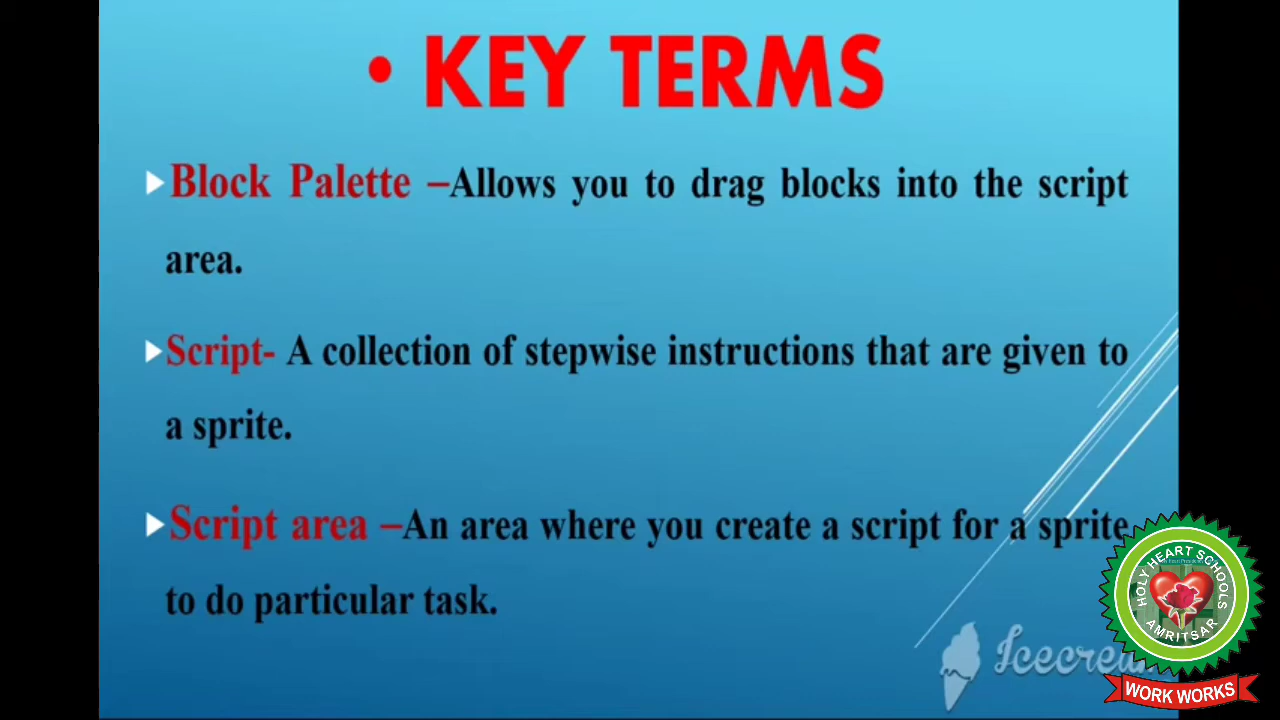 • KEY TERMS
Block Palette –Allows you to drag blocks into the script
area.
Script- A collection of stepwise instructions that are given to
a sprite.
Script area –An area where you create a script for a sprite
to do particular task.
HOLY HEART SCHOOLS
AMRITSAR
WORK WORKS